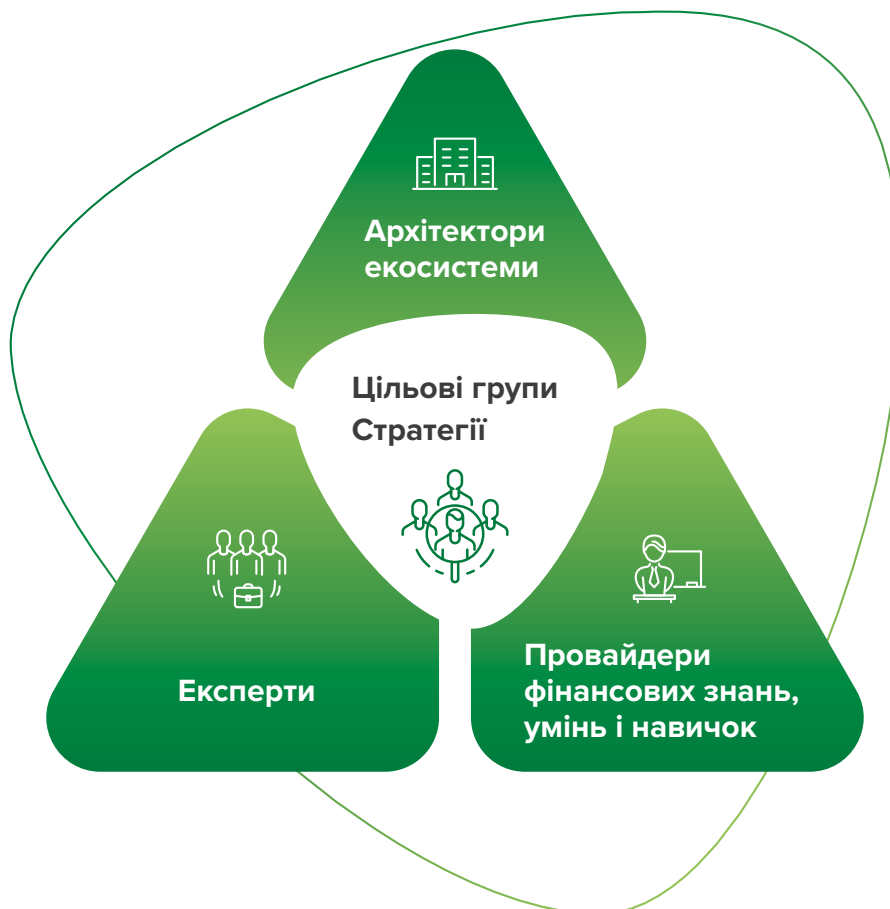 Архітектори
екосистеми
Цільові групи
Стратегії
Експерти
Провайдери
фінансових знань,
умінь і навичок